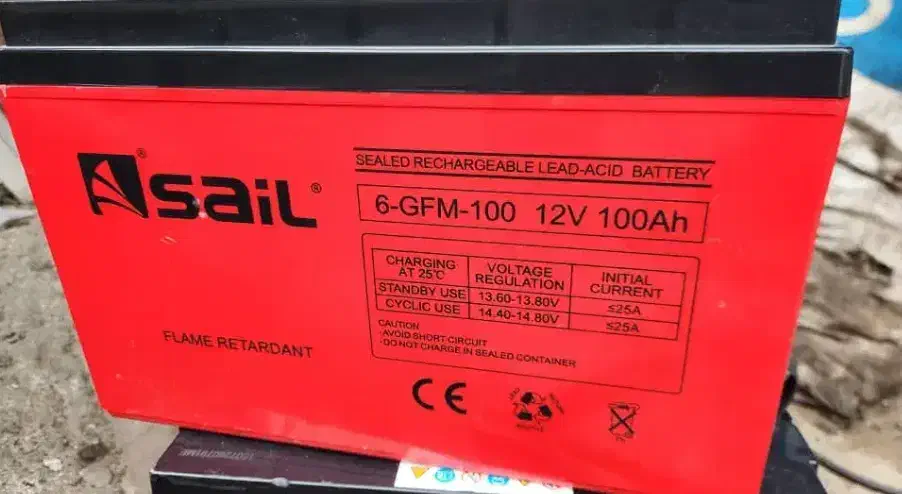 SAIL®
FLAME RETARDANT
SEALED RECHARGEABLE LEAD-ACID BATTERY
6-GFM-100 12V 100Ah
CHARGING AT 25℃ VOLTAGE REGULATION INITIAL CURRENT
STANDBY USE 13.60-13.80V ≤25A
CYCLIC USE 14.40-14.80V ≤25A
CAUTION
·AVOID SHORT CIRCUIT
·DO NOT CHARGE IN SEALED CONTAINER
CE